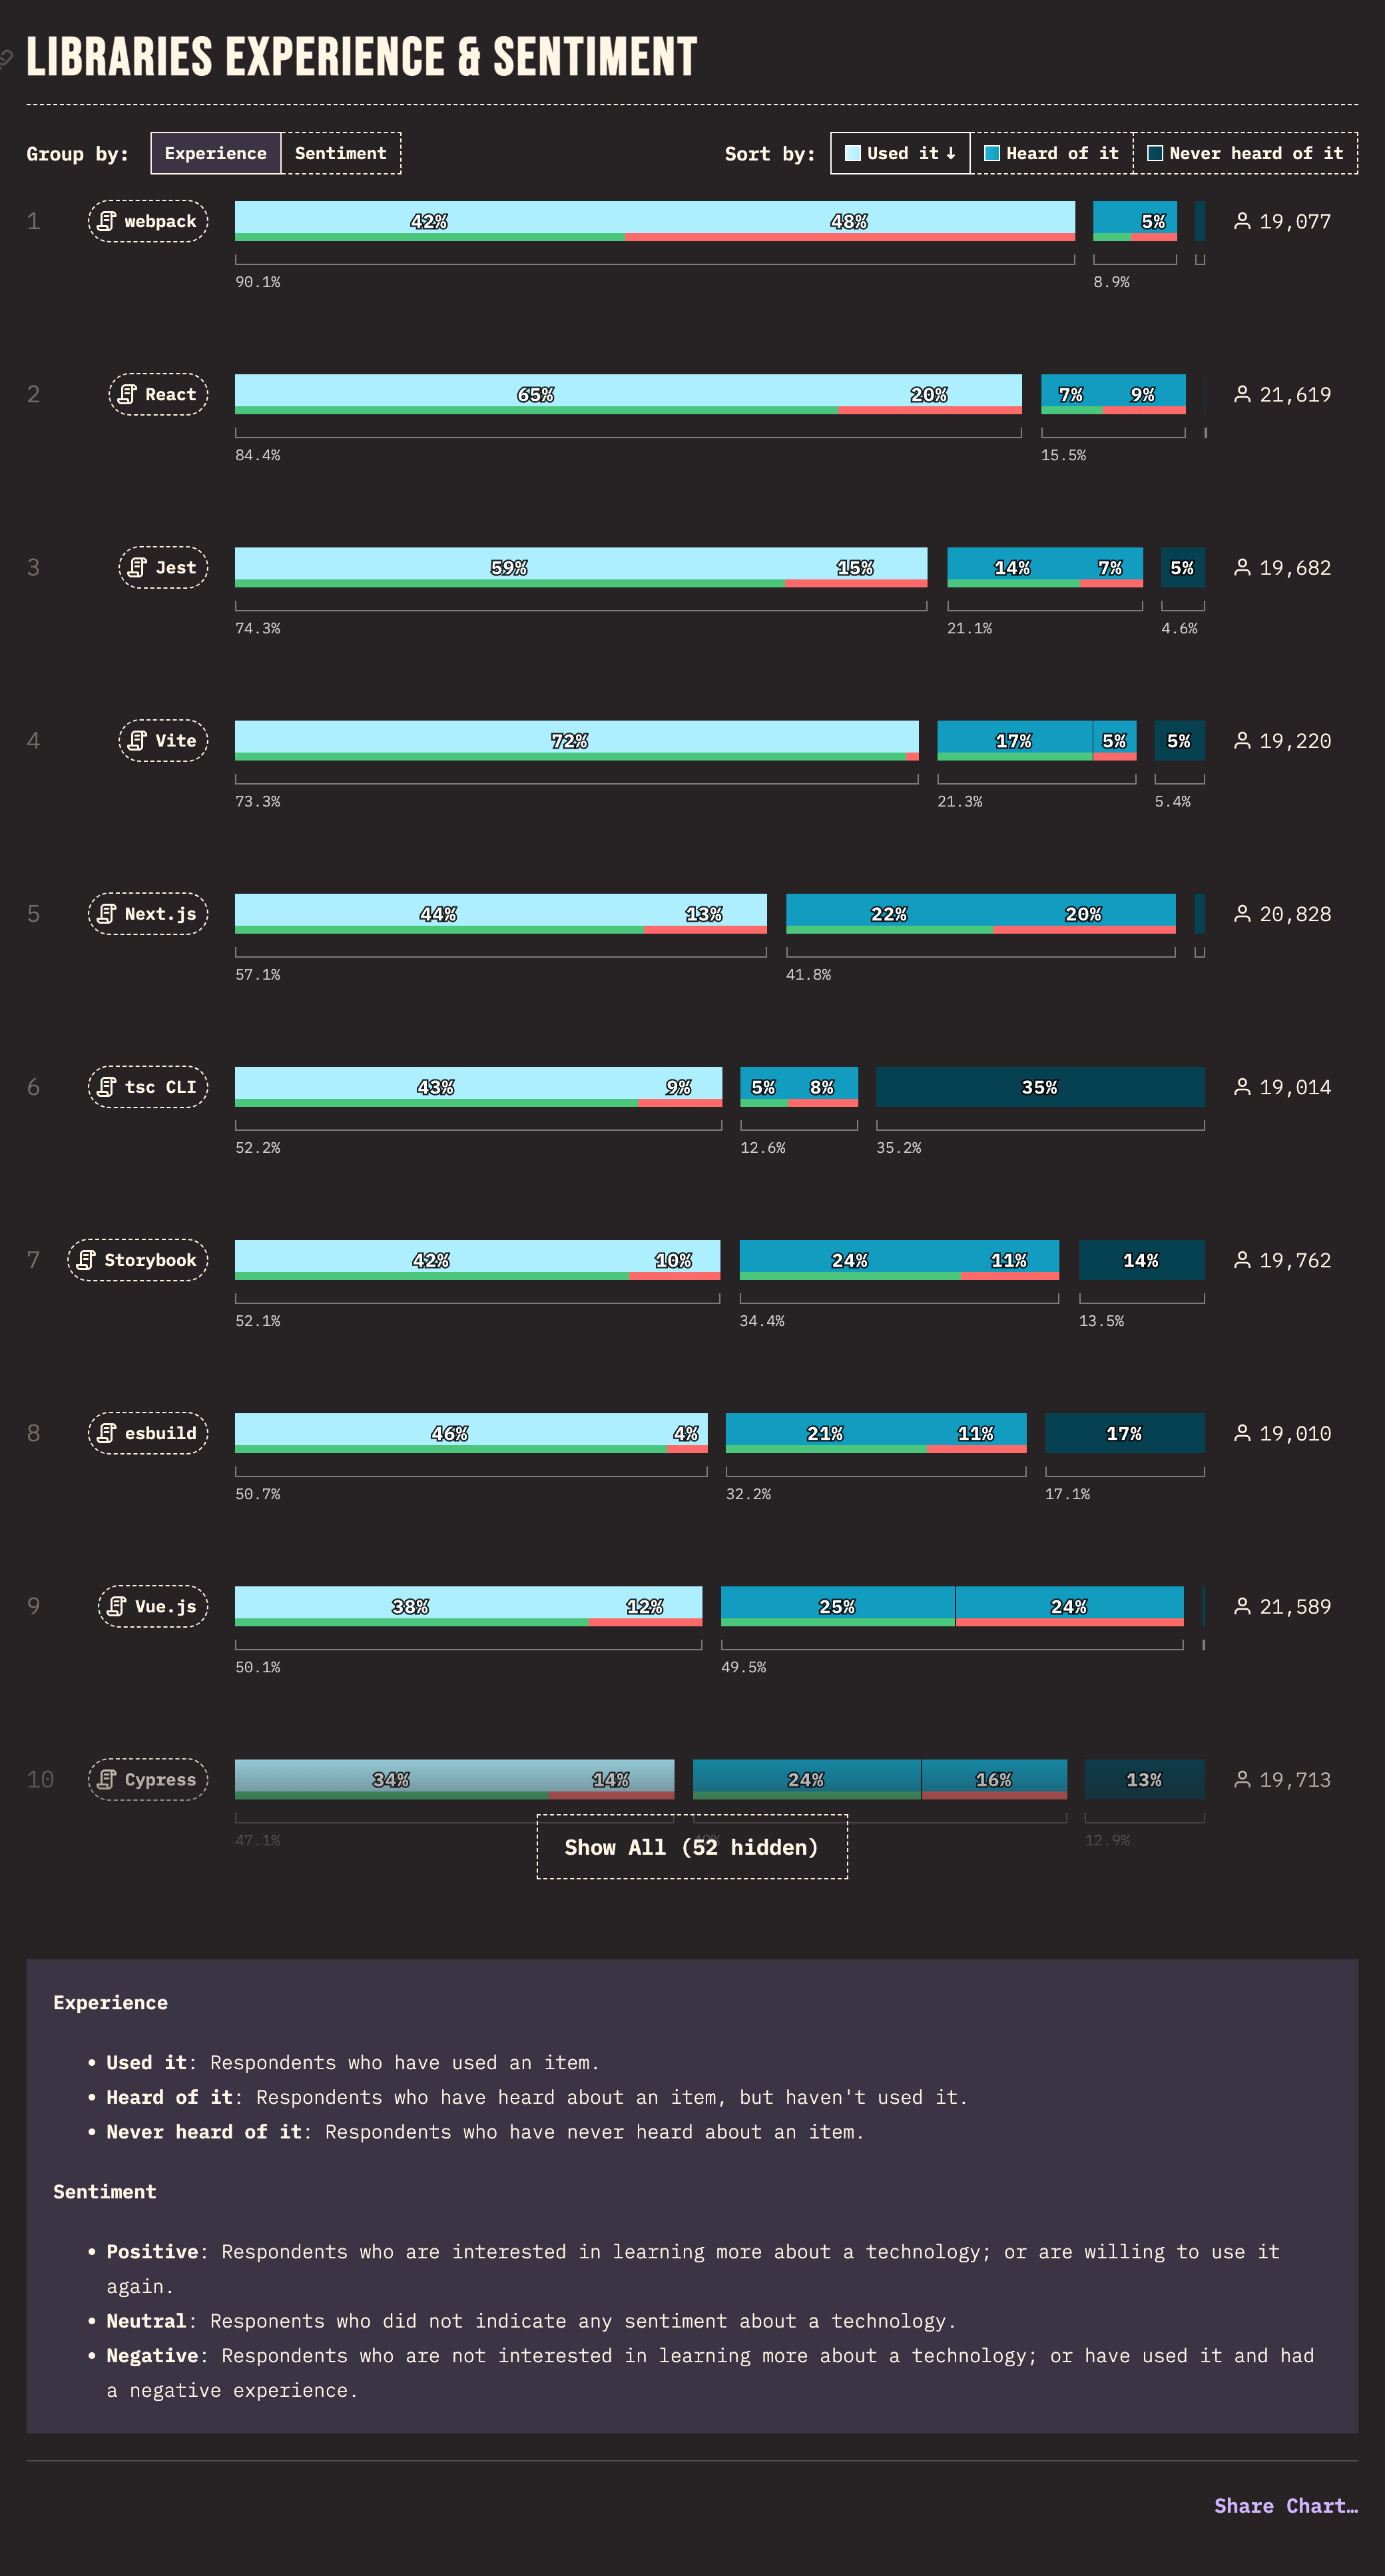 LIBRARIES EXPERIENCE & SENTIMENT
Group by: Experience Sentiment Sort by: Used it ↓ Heard of it Never heard of it
1 webpack 42% 48% 5% 19,077
90.1% 8.9%
2 React 65% 20% 7% 9% 21,619
84.4% 15.5%
3 Jest 59% 15% 14% 7% 5% 19,682
74.3% 21.1% 4.6%
4 Vite 72% 17% 5% 5% 19,220
73.3% 21.3% 5.4%
5 Next.js 44% 13% 22% 20% 20,828
57.1% 41.8%
6 tsc CLI 43% 9% 5% 8% 35% 19,014
52.2% 12.6% 35.2%
7 Storybook 42% 10% 24% 11% 14% 19,762
52.1% 34.4% 13.5%
8 esbuild 46% 4% 21% 11% 17% 19,010
50.7% 32.2% 17.1%
9 Vue.js 38% 12% 25% 24% 21,589
50.1% 49.5%
10 Cypress 34% 14% 24% 16% 13% 19,713
47.1% 12.9%
Show All (52 hidden)
Experience
• Used it: Respondents who have used an item.
• Heard of it: Respondents who have heard about an item, but haven't used it.
• Never heard of it: Respondents who have never heard about an item.
Sentiment
• Positive: Respondents who are interested in learning more about a technology; or are willing to use it
again.
• Neutral: Responents who did not indicate any sentiment about a technology.
• Negative: Respondents who are not interested in learning more about a technology; or have used it and had
a negative experience.
Share Chart…